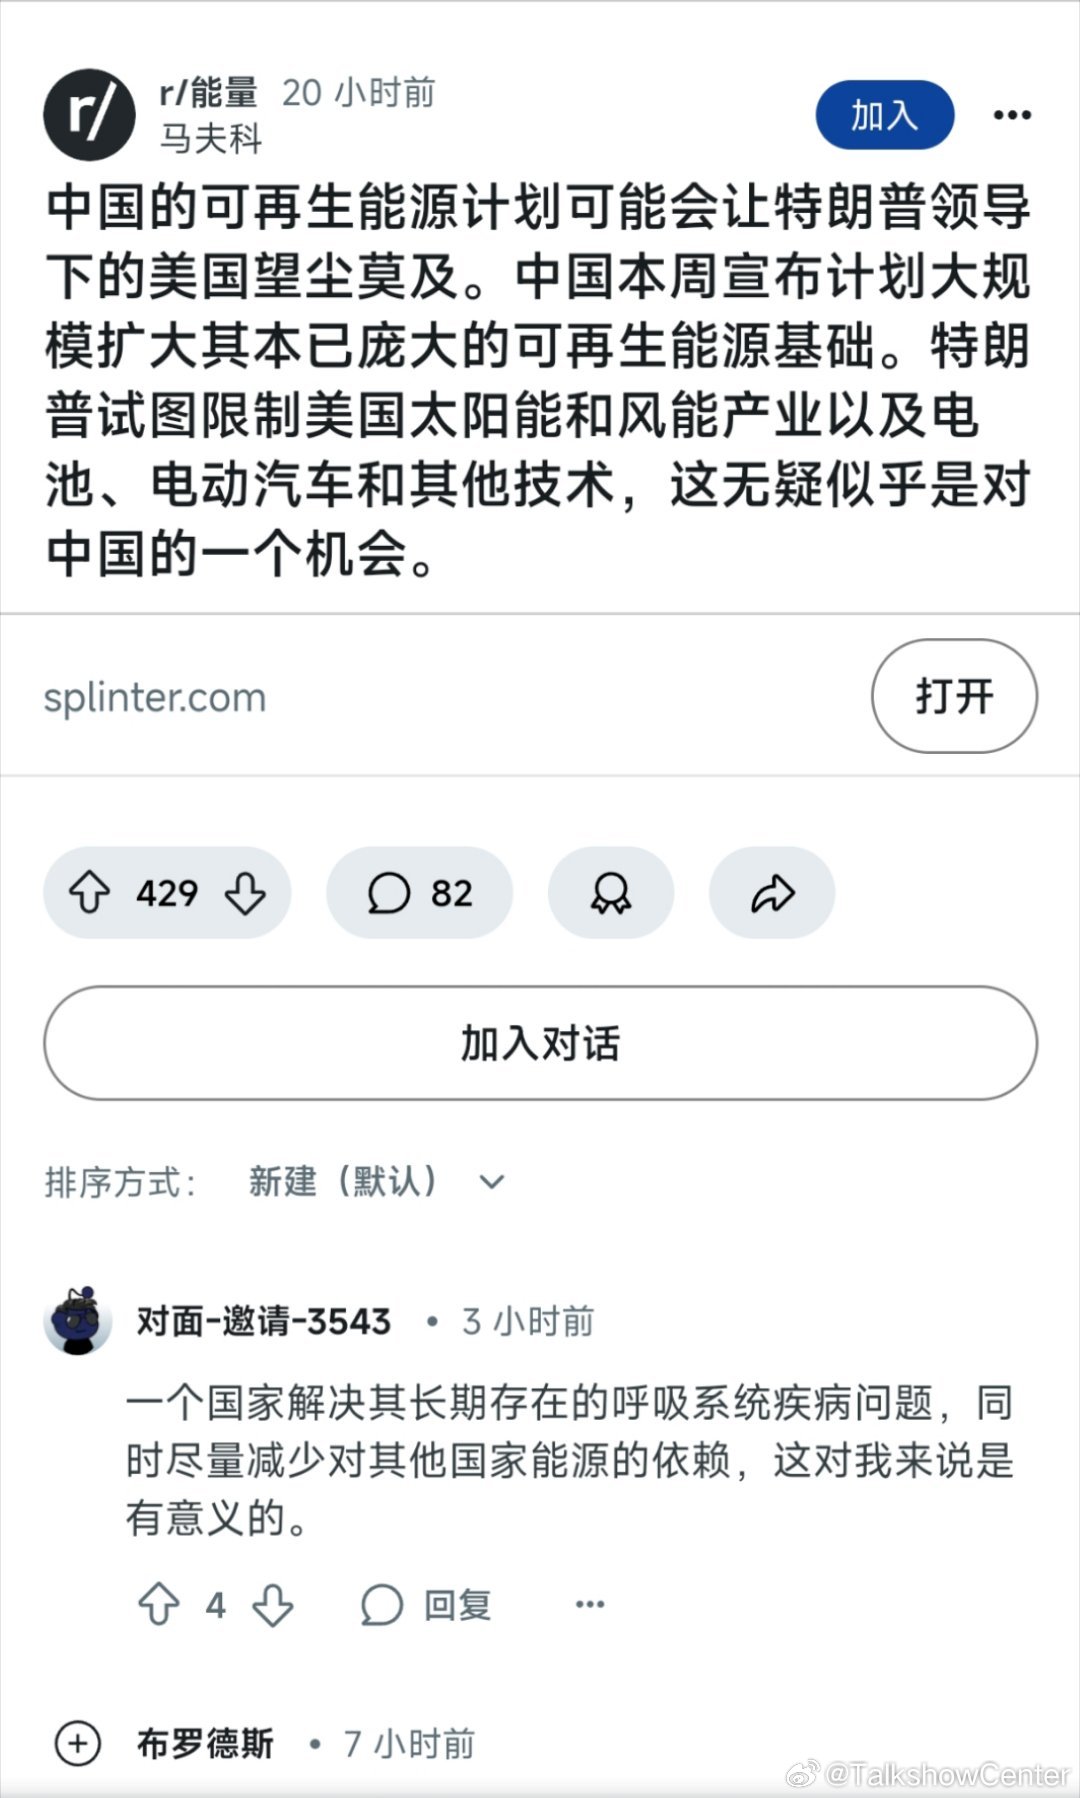 r/
r/能量 20 小时前
马夫科
加入
中国的可再生能源计划可能会让特朗普领导
下的美国望尘莫及。中国本周宣布计划大规
模扩大其本已庞大的可再生能源基础。特朗
普试图限制美国太阳能和风能产业以及电
池、电动汽车和其他技术，这无疑似乎是对
中国的一个机会。
splinter.com
打开
429
82
加入对话
排序方式： 新建（默认）
对面-邀请-3543 • 3 小时前
一个国家解决其长期存在的呼吸系统疾病问题，同
时尽量减少对其他国家能源的依赖，这对我来说是
有意义的。
4
回复
布罗德斯 • 7 小时前
@TalkshowCenter